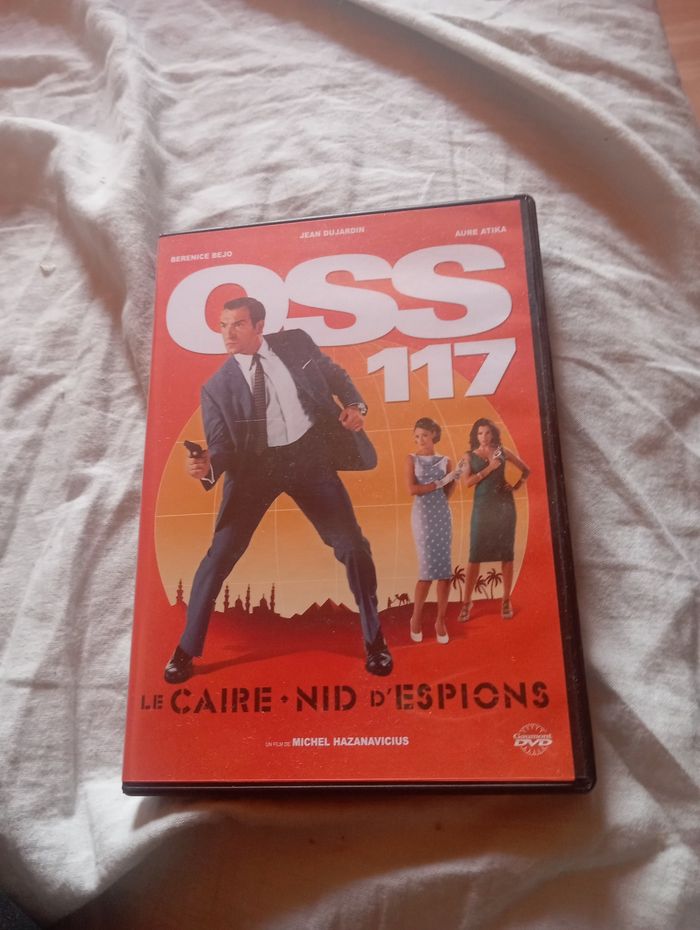 JEAN DUJARDIN
BERENICE BEJO
AURE ATIKA
OSS
117
LE CAIRE • NID D'ESPIONS
UN FILM DE MICHEL HAZANAVICIUS
Gaumont
DVD